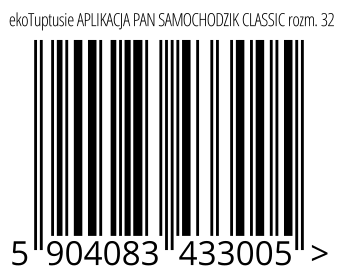 ekoTuptusie APLIKACJA PAN SAMOCHODZIK CLASSIC rozm. 32
5 904083 433005 >